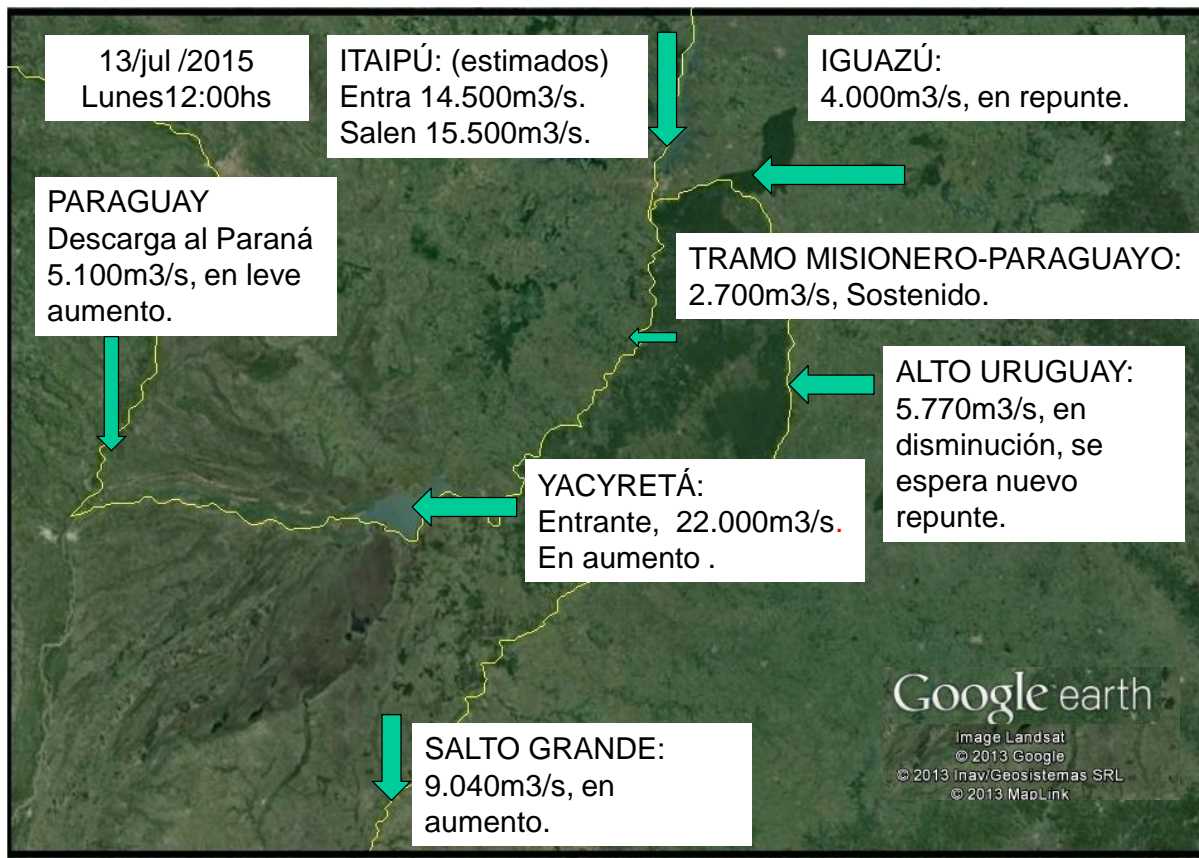 13/jul /2015
Lunes12:00hs
ITAIPÚ: (estimados)
Entra 14.500m3/s.
Salen 15.500m3/s.
IGUAZÚ:
4.000m3/s, en repunte.
PARAGUAY
Descarga al Paraná
5.100m3/s, en leve
aumento.
TRAMO MISIONERO-PARAGUAYO:
2.700m3/s, Sostenido.
ALTO URUGUAY:
5.770m3/s, en
disminución, se
espera nuevo
repunte.
YACYRETÁ:
Entrante,  22.000m3/s.
En aumento .
SALTO GRANDE:
9.040m3/s, en
aumento.
Google earth
Image Landsat
© 2013 Google
© 2013 Inav/Geosistemas SRL
© 2013 MapLink